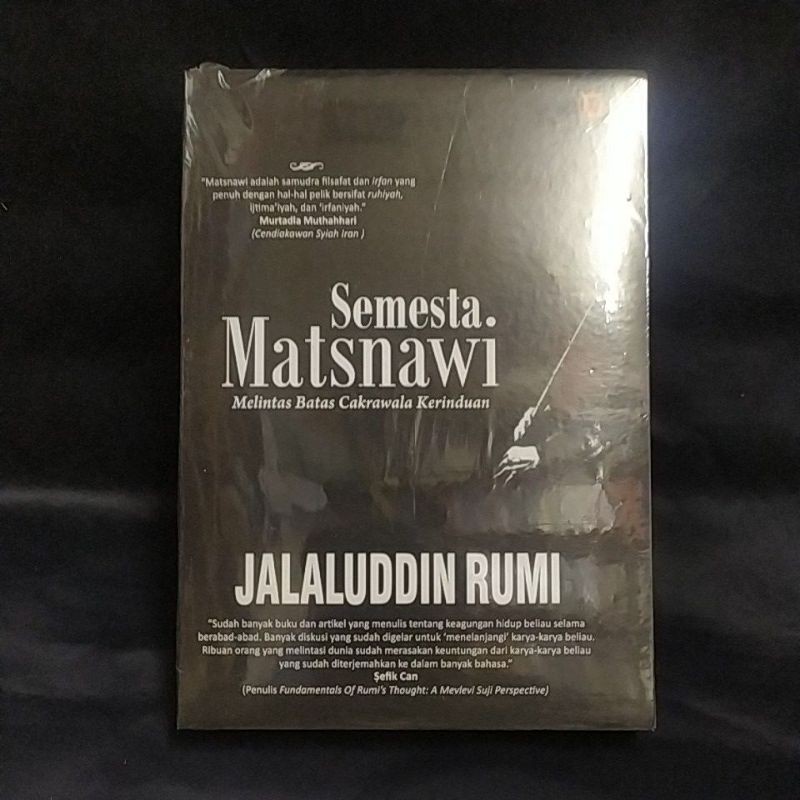 "Matsnawi adalah samudra filsafat dan irfan yang
penuh dengan hal-hal pelik bersifat ruhiyah,
ijtima'iyah, dan 'irfaniyah."
Murtadla Muthahhari
(Cendiakawan Syiah Iran )
Semesta
Matsnawi
Melintas Batas Cakrawala Kerinduan
JALALUDDIN RUMI
"Sudah banyak buku dan artikel yang menulis tentang keagungan hidup beliau selama
berabad-abad. Banyak diskusi yang sudah digelar untuk 'menelanjangi' karya-karya beliau.
Ribuan orang yang melintasi dunia sudah merasakan keuntungan dari karya-karya beliau
yang sudah diterjemahkan ke dalam banyak bahasa."
Şefik Can
(Penulis Fundamentals Of Rumi's Thought: A Mevlevi Suji Perspective)